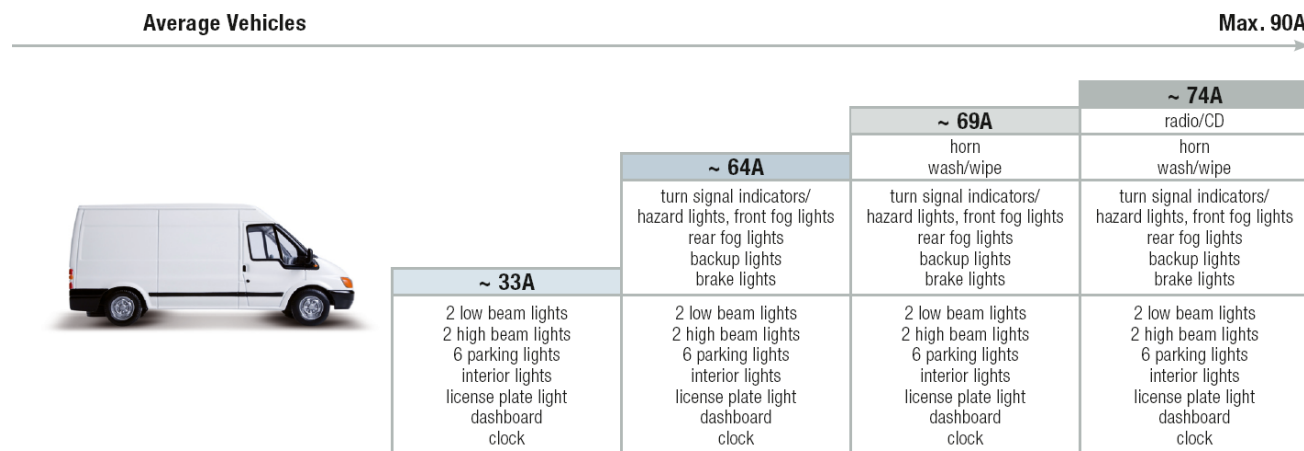 Average Vehicles
Max. 90A
~ 33A
2 low beam lights
2 high beam lights
6 parking lights
interior lights
license plate light
dashboard
clock
~ 64A
turn signal indicators/
hazard lights, front fog lights
rear fog lights
backup lights
brake lights
2 low beam lights
2 high beam lights
6 parking lights
interior lights
license plate light
dashboard
clock
~ 69A
horn
wash/wipe
turn signal indicators/
hazard lights, front fog lights
rear fog lights
backup lights
brake lights
2 low beam lights
2 high beam lights
6 parking lights
interior lights
license plate light
dashboard
clock
~ 74A
radio/CD
horn
wash/wipe
turn signal indicators/
hazard lights, front fog lights
rear fog lights
backup lights
brake lights
2 low beam lights
2 high beam lights
6 parking lights
interior lights
license plate light
dashboard
clock